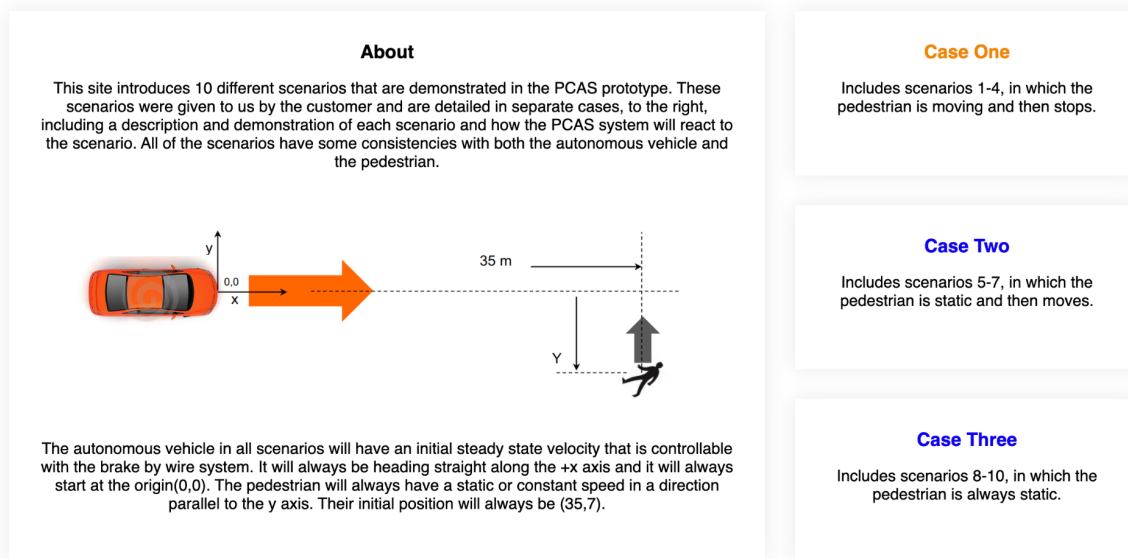 About
This site introduces 10 different scenarios that are demonstrated in the PCAS prototype. These
scenarios were given to us by the customer and are detailed in separate cases, to the right,
including a description and demonstration of each scenario and how the PCAS system will react to
the scenario. All of the scenarios have some consistencies with both the autonomous vehicle and
the pedestrian.
y
0,0
x
35 m
Y
The autonomous vehicle in all scenarios will have an initial steady state velocity that is controllable
with the brake by wire system. It will always be heading straight along the +x axis and it will always
start at the origin(0,0). The pedestrian will always have a static or constant speed in a direction
parallel to the y axis. Their initial position will always be (35,7).
Case One
Includes scenarios 1-4, in which the
pedestrian is moving and then stops.
Case Two
Includes scenarios 5-7, in which the
pedestrian is static and then moves.
Case Three
Includes scenarios 8-10, in which the
pedestrian is always static.